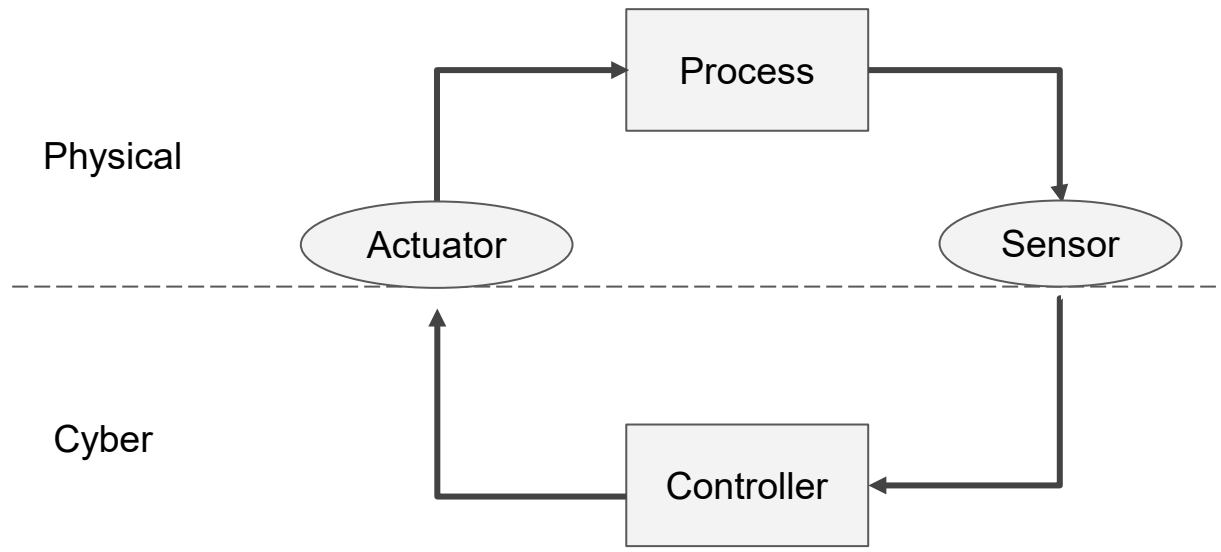 Process
Physical
Actuator
Sensor
Cyber
Controller